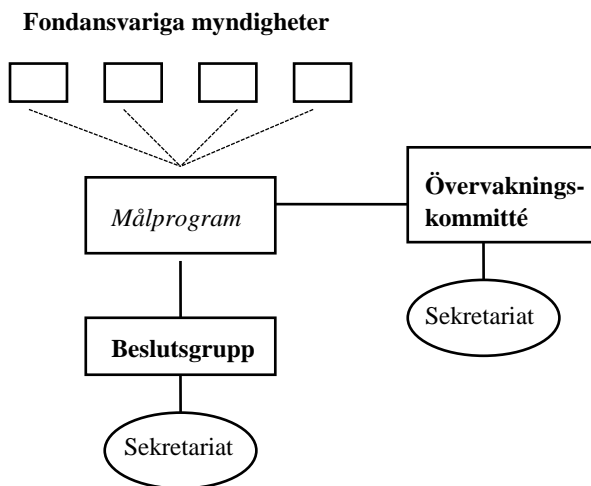 Fondansvariga myndigheter
Målprogram
Övervaknings-
kommitté
Sekretariat
Beslutsgrupp
Sekretariat